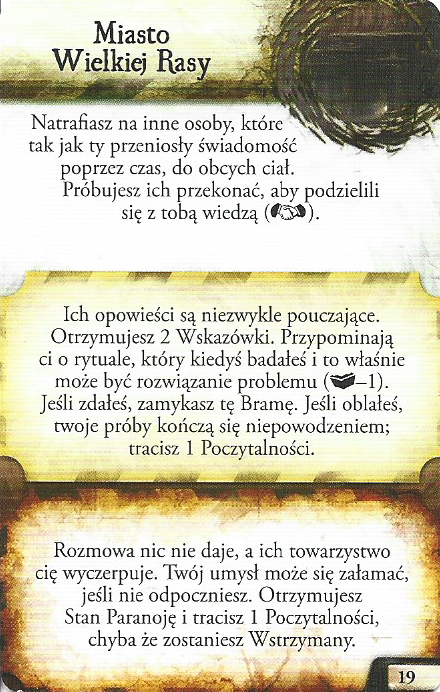 Miasto
Wielkiej Rasy
Natrafiasz na inne osoby, które
tak jak ty przeniosły świadomość
poprzez czas, do obcych ciał.
Próbujesz ich przekonać, aby podzielili
się z tobą wiedzą ( ).
Ich opowieści są niezwykle pouczające.
Otrzymujesz 2 Wskazówki. Przypominają
ci o rytuale, który kiedyś badałeś i to właśnie
może być rozwiązanie problemu ( –1).
Jeśli zdałeś, zamykasz tę Bramę. Jeśli oblałeś,
twoje próby kończą się niepowodzeniem;
tracisz 1 Poczytalności.
Rozmowa nic nie daje, a ich towarzystwo
cię wyczerpuje. Twój umysł może się załamać,
jeśli nie odpoczniesz. Otrzymujesz
Stan Paranoję i tracisz 1 Poczytalności,
chyba że zostaniesz Wstrzymany.
19